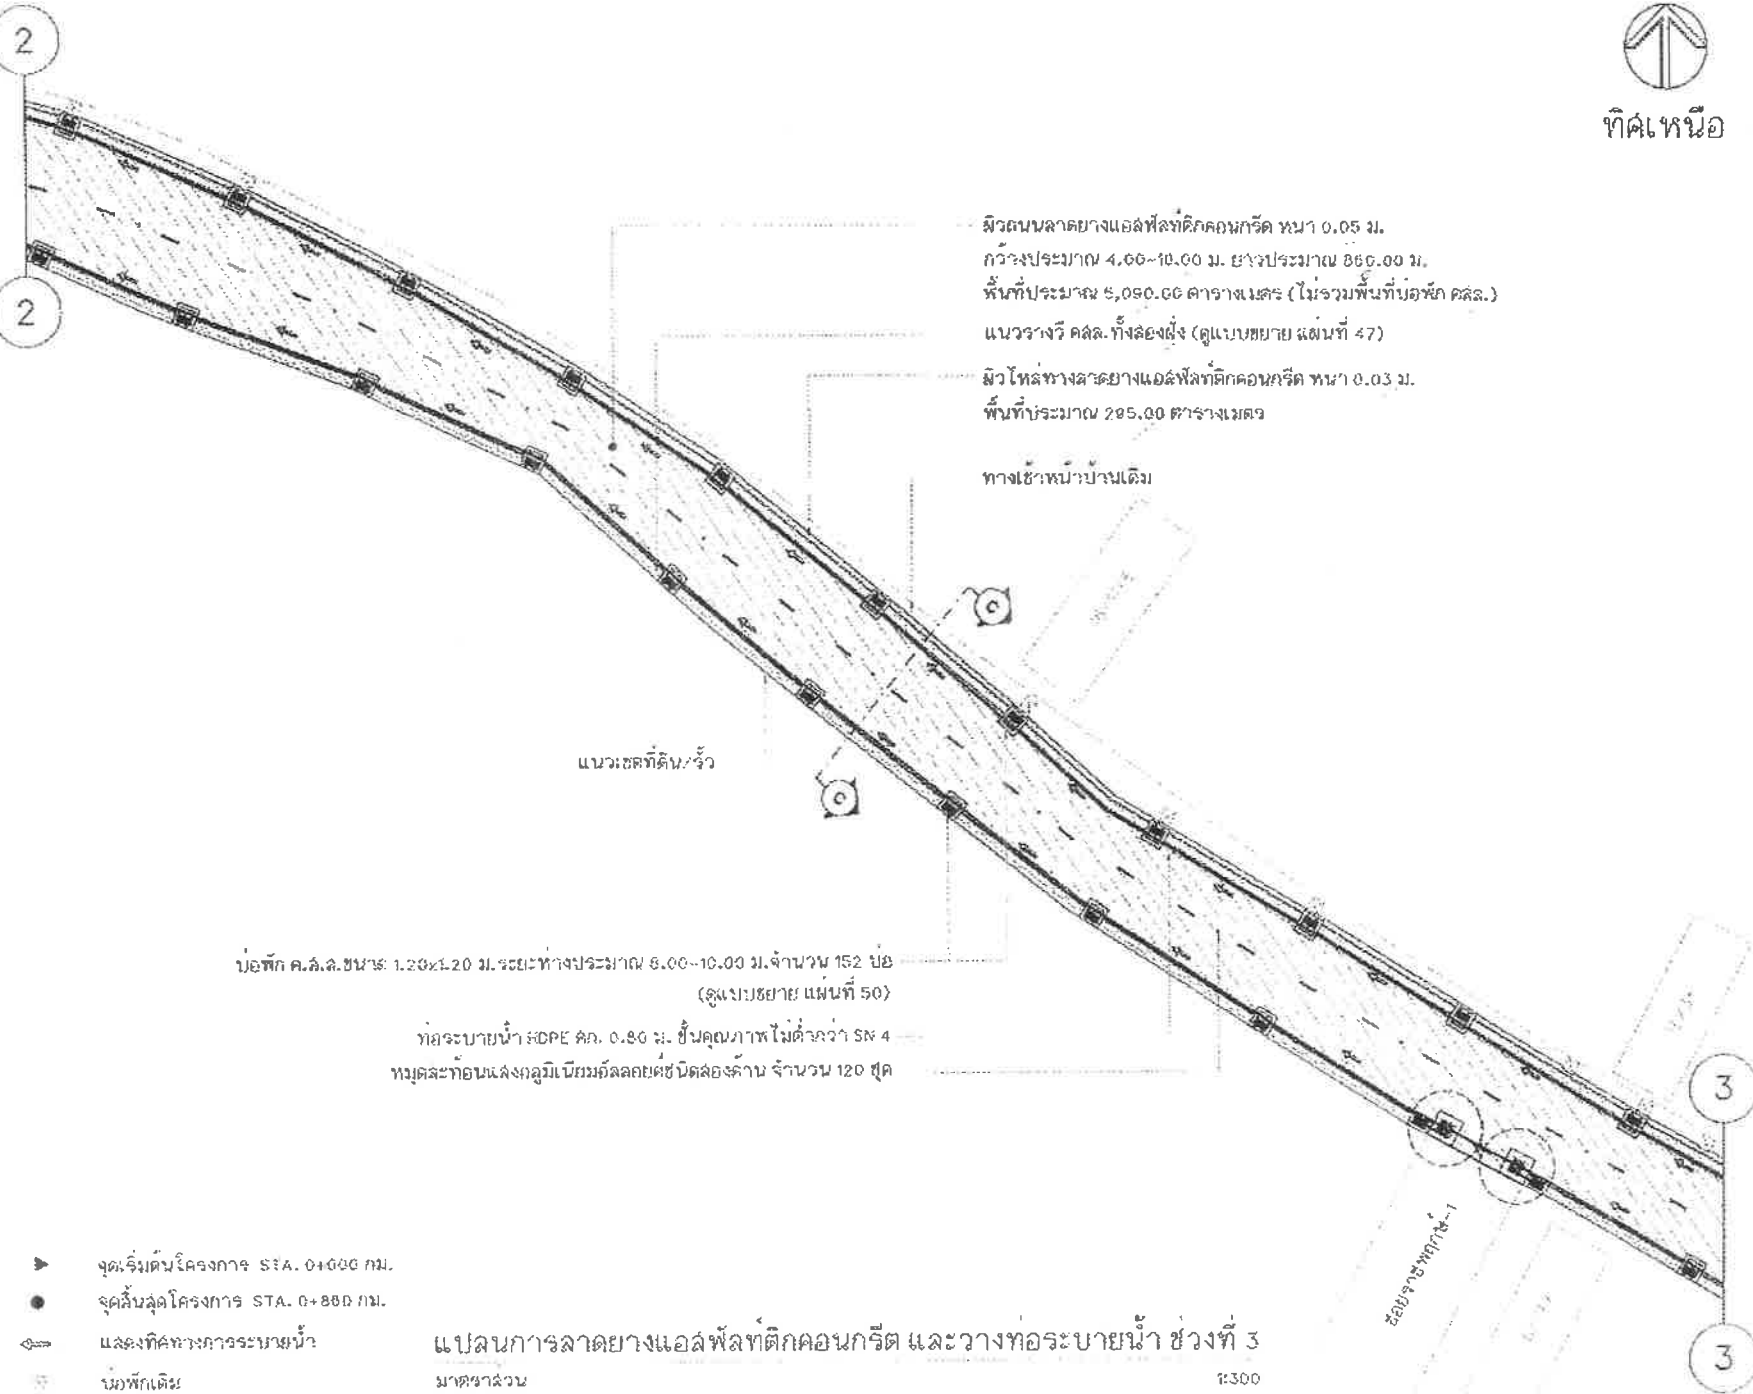 2
ทิศเหนือ
ผิวถนนลาดยางแอสฟัลท์ติกคอนกรีต หนา 0.05 ม.
กว้างประมาณ 4.00-10.00 ม. ยาวประมาณ 860.00 ม.
พื้นที่ประมาณ 5,090.00 ตารางเมตร (ไม่รวมพื้นที่บ่อพัก คสล.)
2
แนวรางวี คสล. ทั้งสองฝั่ง (ดูแบบขยาย แผ่นที่ 47)
ผิวไหล่ทางลาดยางแอสฟัลท์ติกคอนกรีต หนา 0.03 ม.
พื้นที่ประมาณ 295.00 ตารางเมตร
ทางเข้าหน้าบ้านเดิม
แนวเขตที่ดิน/รั้ว
บ่อพัก ค.ส.ล.ขนาด 1.20x1.20 ม. ระยะห่างประมาณ 8.00-10.00 ม.จำนวน 152 บ่อ
(ดูแบบขยาย แผ่นที่ 50)
ท่อระบายน้ำ HDPE ศก. 0.80 ม. ชั้นคุณภาพไม่ต่ำกว่า SN 4
หมุดสะท้อนแสงอลูมิเนียมอัลลอยด์ชนิดสองด้าน จำนวน 120 ชุด
3
ซอยราชพฤกษ์-1
จุดเริ่มต้นโครงการ STA. 0+000 กม.
จุดสิ้นสุดโครงการ STA. 0+880 กม.
แสดงทิศทางการระบายน้ำ
บ่อพักเดิม
แปลนการลาดยางแอสฟัลท์ติกคอนกรีต และวางท่อระบายน้ำ ช่วงที่ 3
มาตราส่วน 1:300
3